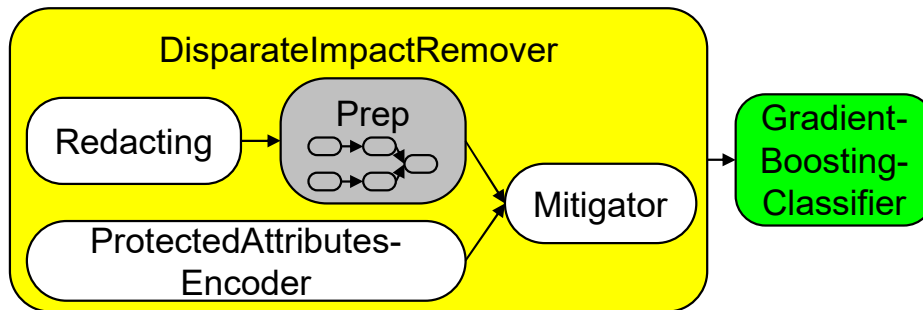 DisparateImpactRemover
Redacting
Prep
ProtectedAttributes-
Encoder
Mitigator
Gradient-
Boosting-
Classifier